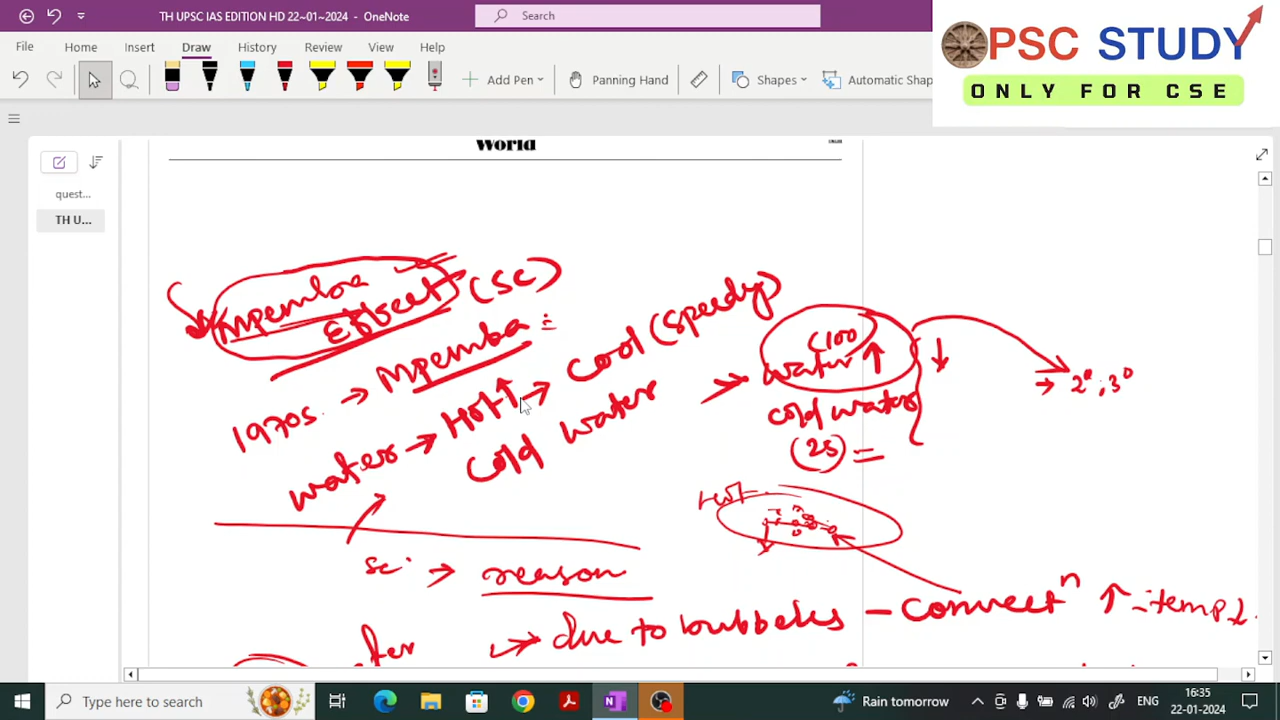 TH UPSC IAS EDITION HD 22~01~2024 - OneNote
Search
PSC STUDY
ONLY FOR CSE
File Home Insert Draw History Review View Help
Add Pen Panning Hand Shapes Automatic Shap
World
quest...
TH U...
Mpemba
Effect (SC)
1970s. → Mpemba =
water → Hot↑ → Cool (speedy)
cold water
(100
water ↑ ↓
cold water
(25) =
→ 2°, 3°
Hot
SC. → reason
due to bubbles - convectⁿ ↑ - temp
Type here to search
Rain tomorrow
ENG
16:35
22-01-2024